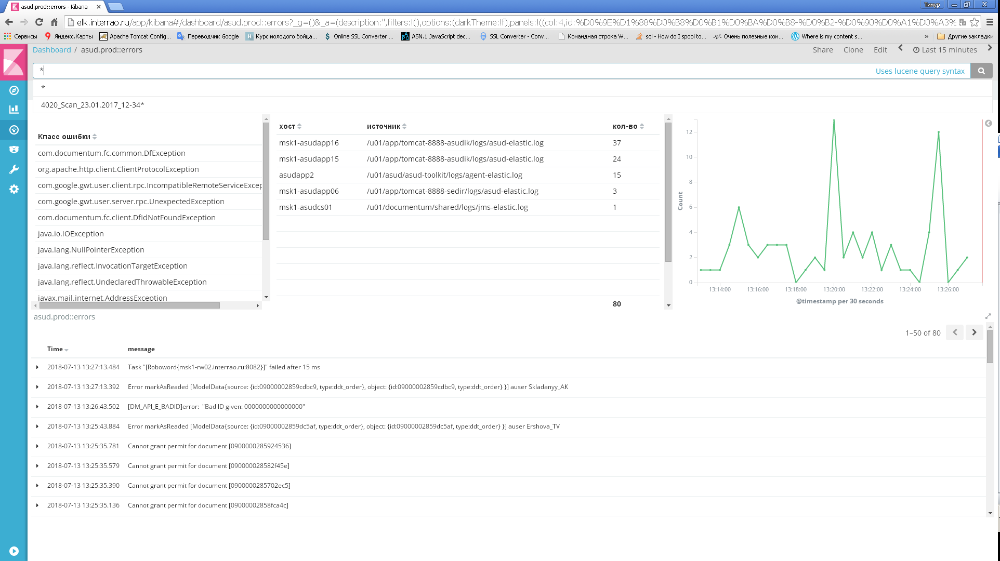 asud.prod::errors - Kibana
Тимур
elk.interrao.ru/app/kibana#/dashboard/asud.prod::errors?_g=()&_a=(description:'',filters:!(),options:(darkTheme:!f),panels:!((col:4,id:%D0%9E%D1%88%D0%B8%D0%B1%D0%BA%D0%B8-%D0%B2-%D0%90%D0%A1%D0%A3%
Сервисы
Яндекс.Карты
Apache Tomcat Config...
Переводчик Google
Курс молодого бойца...
Online SSL Converter ...
ASN.1 JavaScript dec...
SSL Converter - Conv...
Командная строка W...
sql - How do I spool to...
Очень полезные ком...
Where is my content s...
» Другие закладки
Dashboard / asud.prod::errors
Share Clone Edit Last 15 minutes
*
Uses lucene query syntax
*
4020_Scan_23.01.2017_12-34*
Класс ошибки
com.documentum.fc.common.DfException
org.apache.http.client.ClientProtocolException
com.google.gwt.user.client.rpc.IncompatibleRemoteServiceExcep
com.google.gwt.user.server.rpc.UnexpectedException
com.documentum.fc.client.DfIdNotFoundException
java.io.IOException
java.lang.NullPointerException
java.lang.reflect.InvocationTargetException
java.lang.reflect.UndeclaredThrowableException
javax.mail.internet.AddressException
хост источник кол-во
msk1-asudapp16 /u01/app/tomcat-8888-asudik/logs/asud-elastic.log 37
msk1-asudapp15 /u01/app/tomcat-8888-asudik/logs/asud-elastic.log 24
asudapp2 /u01/asud/asud-toolkit/logs/agent-elastic.log 15
msk1-asudapp06 /u01/app/tomcat-8888-sedir/logs/asud-elastic.log 3
msk1-asudcs01 /u01/documentum/shared/logs/jms-elastic.log 1
80
Count
12
10
8
6
4
2
0
13:14:00 13:16:00 13:18:00 13:20:00 13:22:00 13:24:00 13:26:00
@timestamp per 30 seconds
asud.prod::errors
1–50 of 80
Time message
2018-07-13 13:27:13.484 Task "[Roboword{msk1-rw02.interrao.ru:8082}]" failed after 15 ms
2018-07-13 13:27:13.392 Error markAsReaded [ModelData{source: {id:09000002859cdbc9, type:ddt_order}, object: {id:09000002859cdbc9, type:ddt_order} }] auser Skladanyy_AK
2018-07-13 13:26:43.502 [DM_API_E_BADID]error: "Bad ID given: 0000000000000000"
2018-07-13 13:25:43.884 Error markAsReaded [ModelData{source: {id:09000002859dc5af, type:ddt_order}, object: {id:09000002859dc5af, type:ddt_order} }] auser Ershova_TV
2018-07-13 13:25:35.781 Cannot grant permit for document [0900000285924536]
2018-07-13 13:25:35.579 Cannot grant permit for document [090000028582f45e]
2018-07-13 13:25:35.390 Cannot grant permit for document [0900000285702ec5]
2018-07-13 13:25:35.136 Cannot grant permit for document [09000002858fca4c]